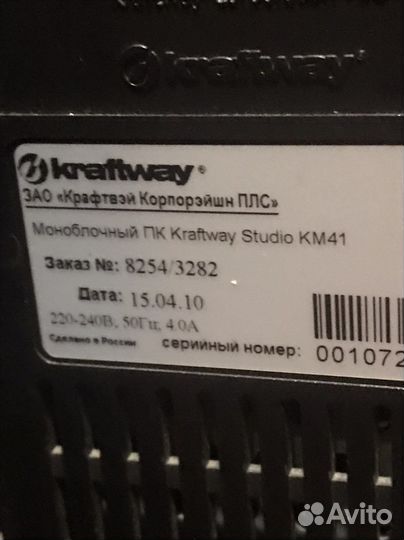 kraftway
kraftway®
ЗАО «Крафтвэй Корпорэйшн ПЛС»
Моноблочный ПК Kraftway Studio KM41
Заказ №: 8254/3282
Дата: 15.04.10
220-240В, 50Гц, 4.0А
Сделано в России
серийный номер: 001072
Avito